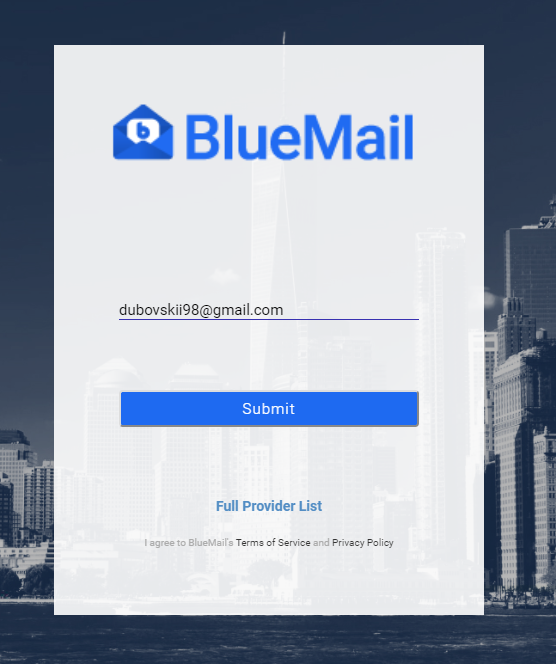 BlueMail
dubovskii98@gmail.com
Submit
Full Provider List
I agree to BlueMail's Terms of Service and Privacy Policy